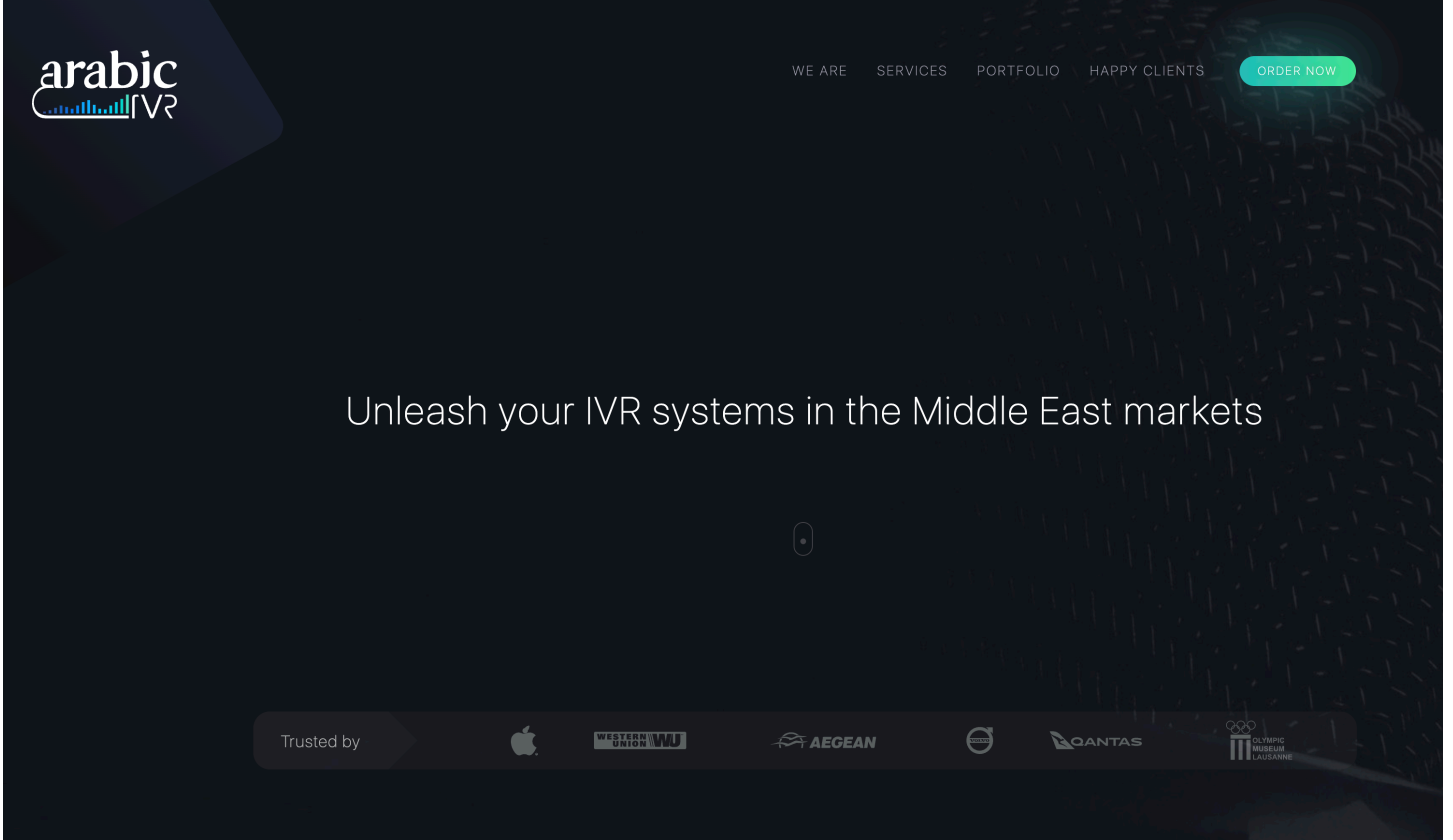 arabic
IVR
WE ARE
SERVICES
PORTFOLIO
HAPPY CLIENTS
ORDER NOW
Unleash your IVR systems in the Middle East markets
Trusted by
WESTERN
UNION
WU
AEGEAN
VOLVO
QANTAS
OLYMPIC
MUSEUM
LAUSANNE